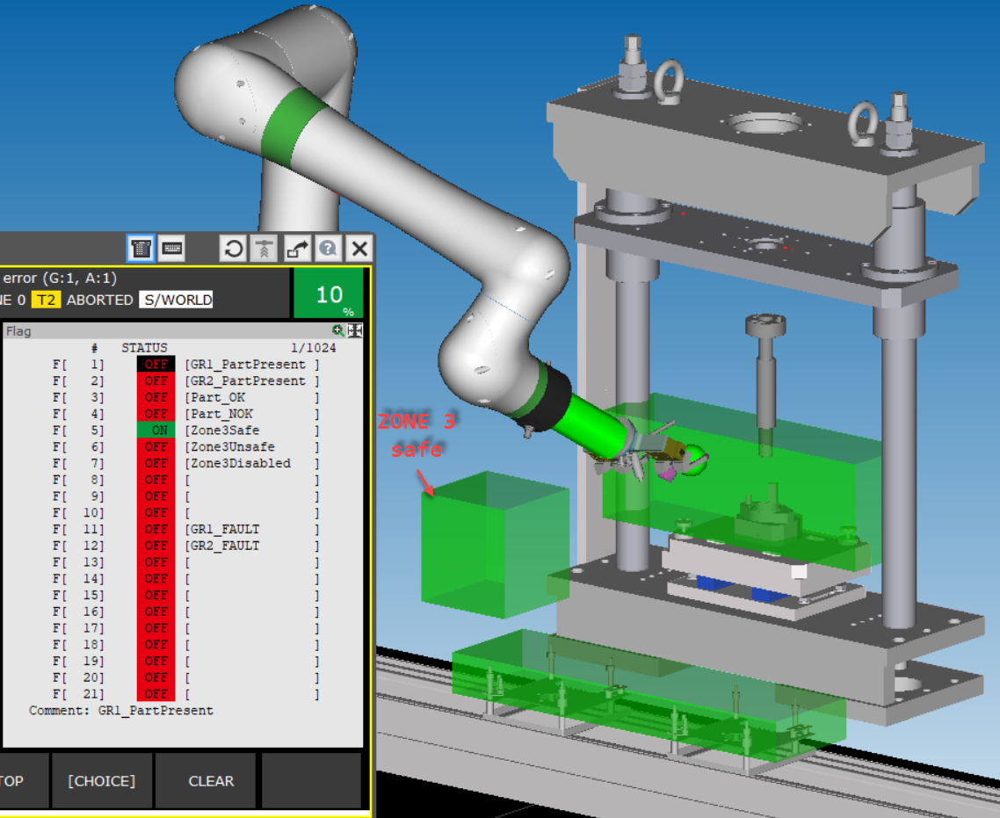 error (G:1, A:1)
NE 0 T2 ABORTED S/WORLD
10
%
Flag
# STATUS 1/1024
F[ 1] OFF [GR1_PartPresent ]
F[ 2] OFF [GR2_PartPresent ]
F[ 3] OFF [Part_OK ]
F[ 4] OFF [Part_NOK ]
F[ 5] ON [Zone3Safe ]
F[ 6] OFF [Zone3Unsafe ]
F[ 7] OFF [Zone3Disabled ]
F[ 8] OFF [ ]
F[ 9] OFF [ ]
F[ 10] OFF [ ]
F[ 11] OFF [GR1_FAULT ]
F[ 12] OFF [GR2_FAULT ]
F[ 13] OFF [ ]
F[ 14] OFF [ ]
F[ 15] OFF [ ]
F[ 16] OFF [ ]
F[ 17] OFF [ ]
F[ 18] OFF [ ]
F[ 19] OFF [ ]
F[ 20] OFF [ ]
F[ 21] OFF [ ]
Comment: GR1_PartPresent
TOP [CHOICE] CLEAR
ZONE 3
safe